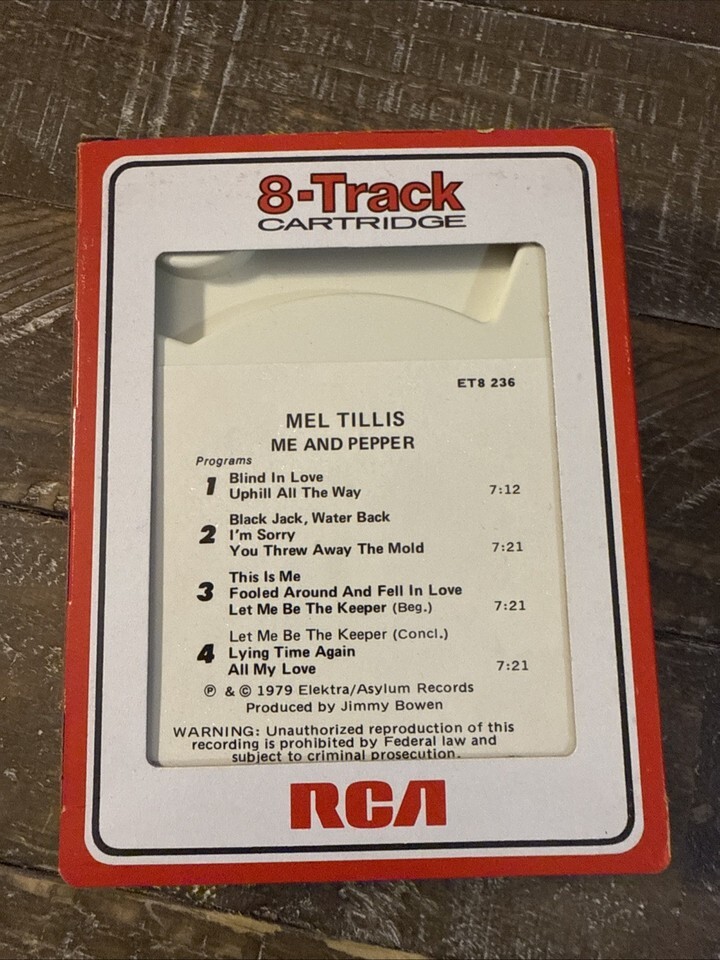 8-Track
CARTRIDGE
ET8 236
MEL TILLIS
ME AND PEPPER
Programs
1 Blind In Love
Uphill All The Way 7:12
2 Black Jack, Water Back
I'm Sorry
You Threw Away The Mold 7:21
3 This Is Me
Fooled Around And Fell In Love
Let Me Be The Keeper (Beg.) 7:21
4 Let Me Be The Keeper (Concl.)
Lying Time Again
All My Love 7:21
℗ & © 1979 Elektra/Asylum Records
Produced by Jimmy Bowen
WARNING: Unauthorized reproduction of this
recording is prohibited by Federal law and
subject to criminal prosecution.
RCA